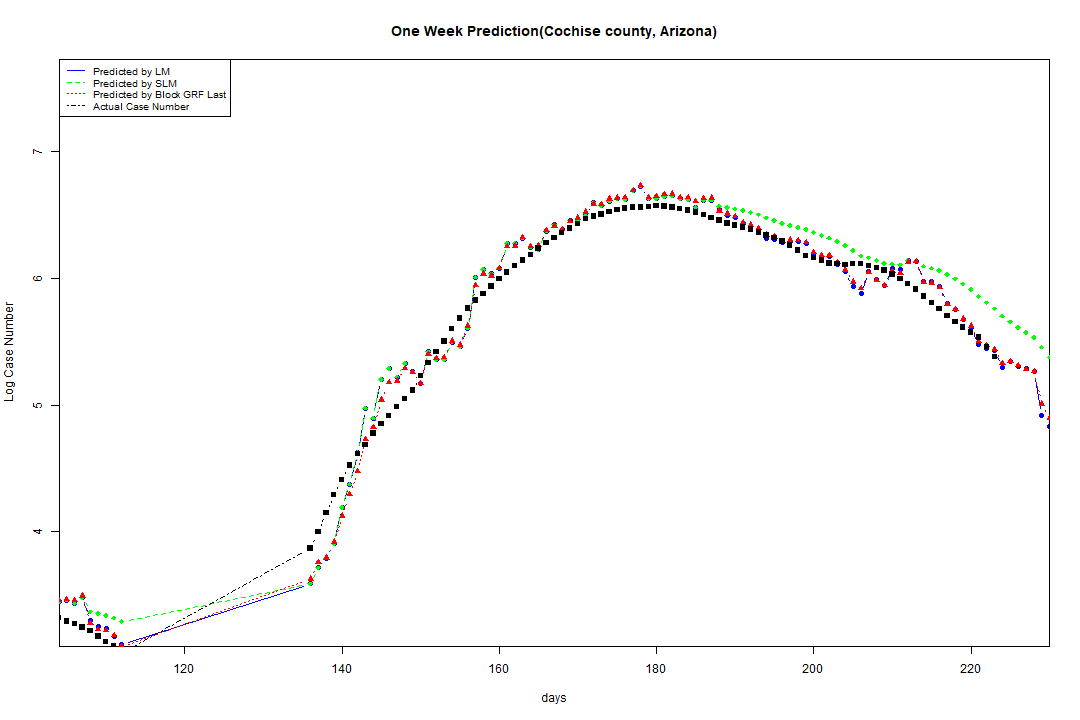 One Week Prediction(Cochise county, Arizona)
Predicted by LM
Predicted by SLM
Predicted by Block GRF Last
Actual Case Number
7
6
5
4
Log Case Number
120 140 160 180 200 220
days